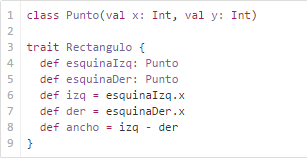 1 class Punto(val x: Int, val y: Int)
2
3 trait Rectangulo {
4 def esquinaIzq: Punto
5 def esquinaDer: Punto
6 def izq = esquinaIzq.x
7 def der = esquinaDer.x
8 def ancho = izq - der
9 }